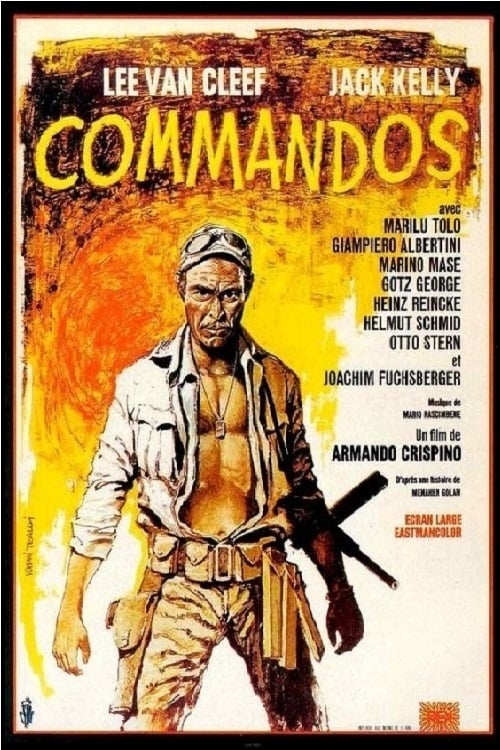 LEE VAN CLEEF JACK KELLY
COMMANDOS
avec
MARILU TOLO
GIAMPIERO ALBERTINI
MARINO MASE
GOTZ GEORGE
HEINZ REINCKE
HELMUT SCHMID
OTTO STERN
et
JOACHIM FUCHSBERGER
Musique de
MARIO NASCIMBENE
Un film de
ARMANDO CRISPINO
D'après une histoire de
MENAHEM GOLAN
ECRAN LARGE
EASTMANCOLOR
REX